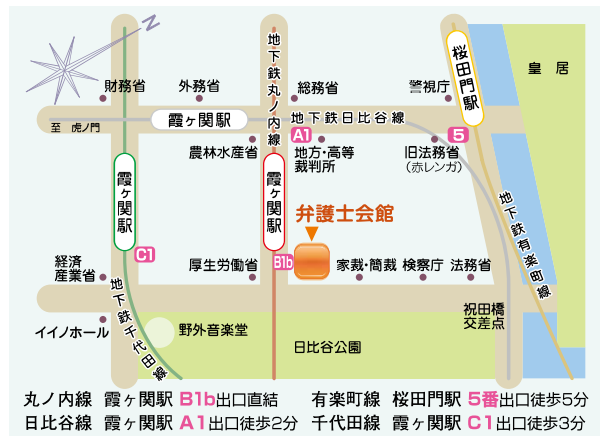 N
財務省
外務省
地下鉄丸ノ内線
総務省
警視庁
桜田門駅
皇居
至 虎ノ門
霞ヶ関駅
地下鉄日比谷線
A1
5
農林水産省
地方・高等
裁判所
旧法務省
(赤レンガ)
霞ヶ関駅
霞ヶ関駅
地下鉄有楽町線
弁護士会館
C1
B1b
経済
産業省
厚生労働省
家裁・簡裁
検察庁
法務省
地下鉄千代田線
祝田橋
交差点
イイノホール
野外音楽堂
日比谷公園
丸ノ内線 霞ヶ関駅 B1b出口直結
有楽町線 桜田門駅 5番出口徒歩5分
日比谷線 霞ヶ関駅 A1出口徒歩2分
千代田線 霞ヶ関駅 C1出口徒歩3分